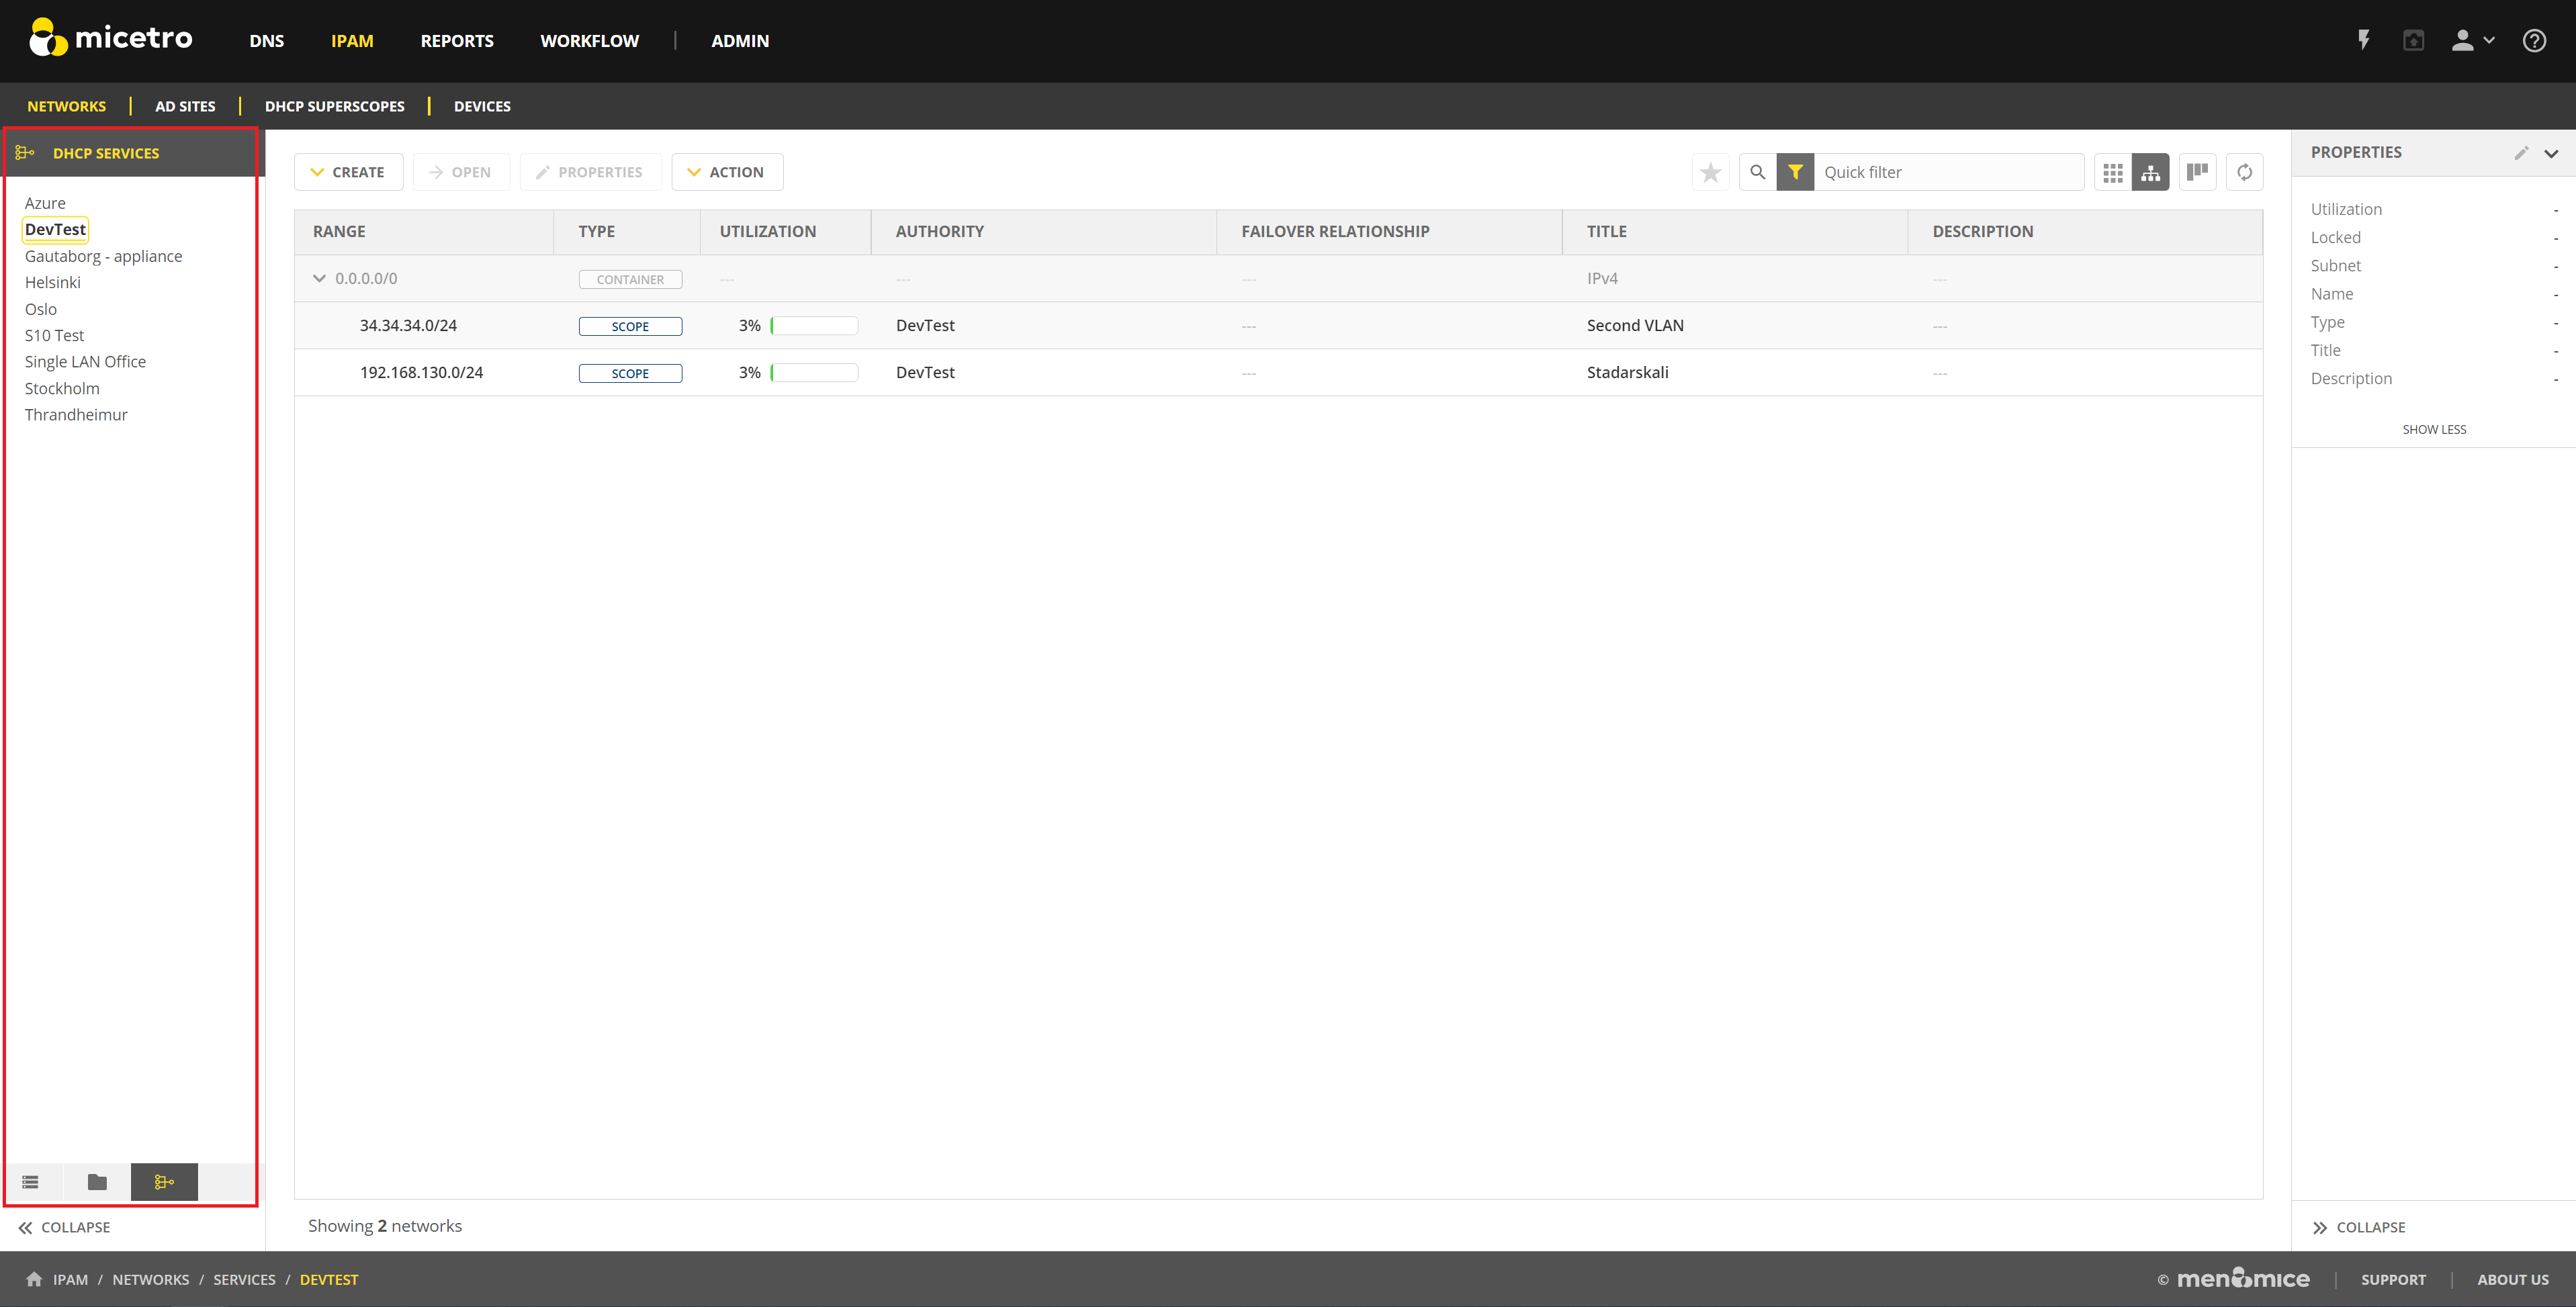 micetro DNS IPAM REPORTS WORKFLOW | ADMIN
NETWORKS | AD SITES | DHCP SUPERSCOPES | DEVICES
DHCP SERVICES
Azure
DevTest
Gautaborg - appliance
Helsinki
Oslo
S10 Test
Single LAN Office
Stockholm
Thrandheimur
COLLAPSE
CREATE OPEN PROPERTIES ACTION Quick filter
RANGE TYPE UTILIZATION AUTHORITY FAILOVER RELATIONSHIP TITLE DESCRIPTION
0.0.0.0/0 CONTAINER --- --- --- IPv4 ---
34.34.34.0/24 SCOPE 3% DevTest --- Second VLAN ---
192.168.130.0/24 SCOPE 3% DevTest --- Stadarskali ---
Showing 2 networks
PROPERTIES
Utilization -
Locked -
Subnet -
Name -
Type -
Title -
Description -
SHOW LESS
COLLAPSE
IPAM / NETWORKS / SERVICES / DEVTEST
© men&mice | SUPPORT | ABOUT US